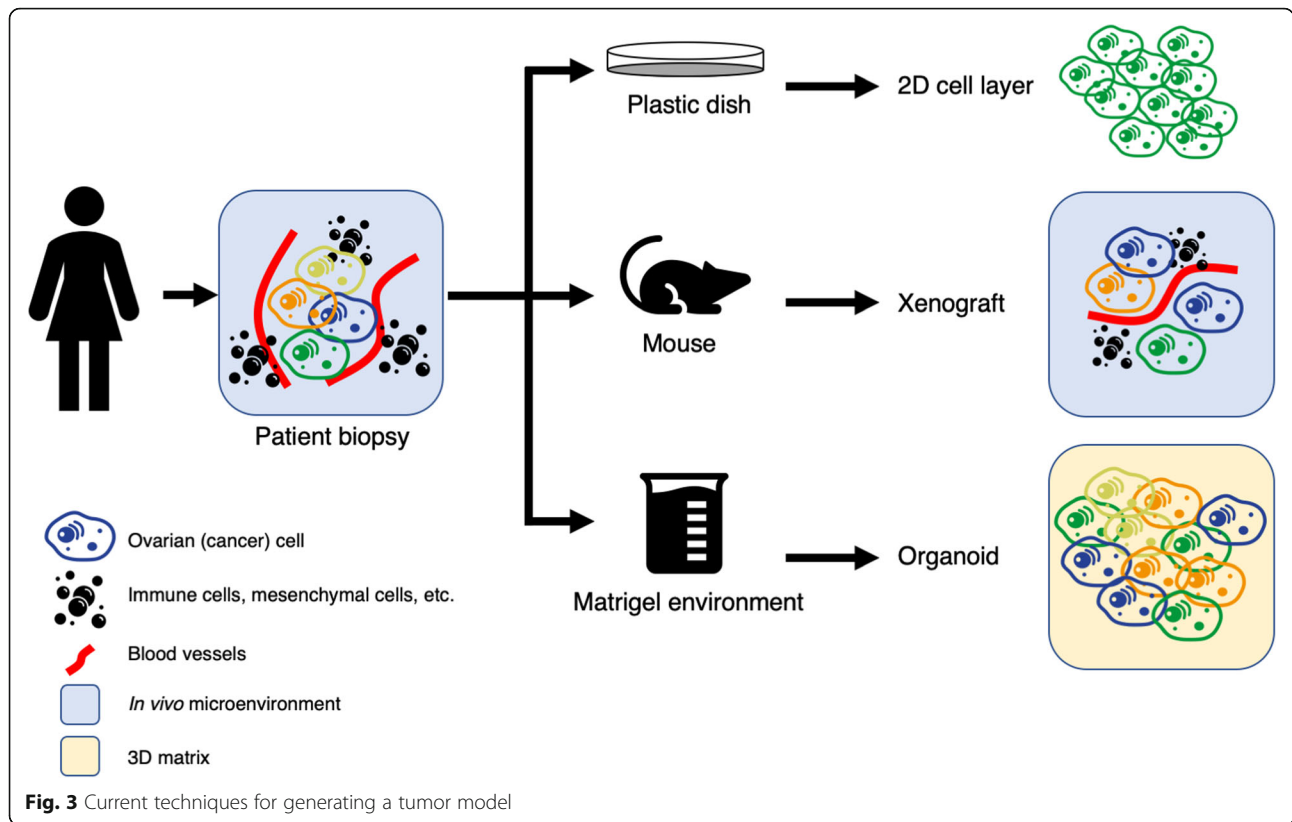 Plastic dish
2D cell layer
Patient biopsy
Mouse
Xenograft
Matrigel environment
Organoid
Ovarian (cancer) cell
Immune cells, mesenchymal cells, etc.
Blood vessels
In vivo microenvironment
3D matrix
Fig. 3 Current techniques for generating a tumor model